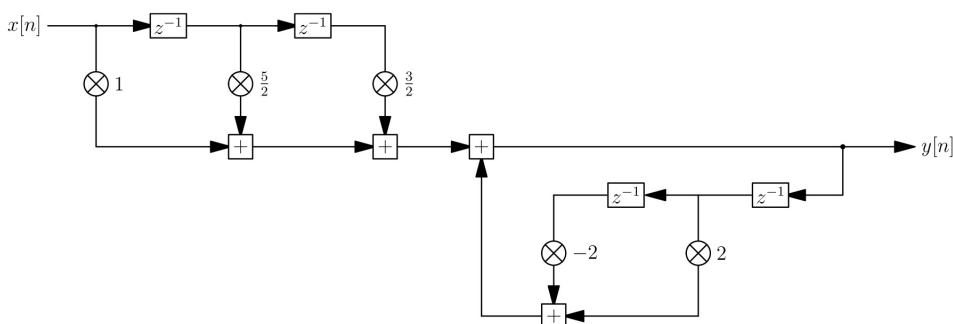 x[n] z⁻¹ z⁻¹
1 5/2 3/2
+ + + y[n]
z⁻¹ z⁻¹
−2 2
+